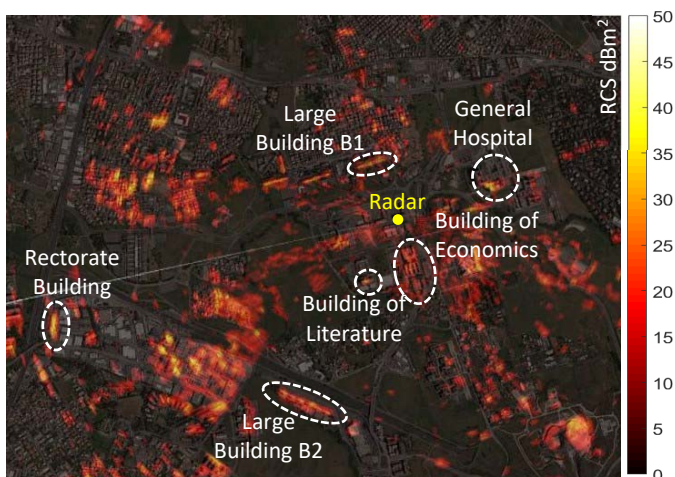 Large
Building B1
General
Hospital
Radar
Building of
Economics
Rectorate
Building
Building of
Literature
Large
Building B2
RCS dBm²
50
45
40
35
30
25
20
15
10
5
0